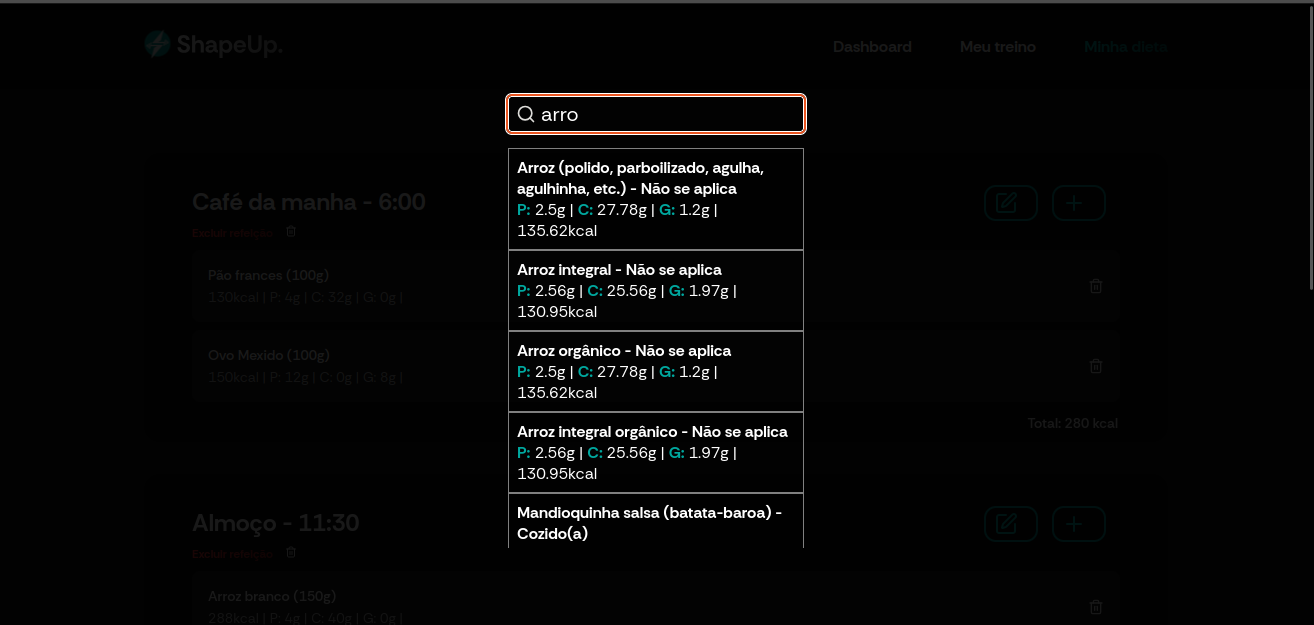 ShapeUp.
Dashboard
Meu treino
Minha dieta
arro
Arroz (polido, parboilizado, agulha,
agulhinha, etc.) - Não se aplica
P: 2.5g | C: 27.78g | G: 1.2g |
135.62kcal
Arroz integral - Não se aplica
P: 2.56g | C: 25.56g | G: 1.97g |
130.95kcal
Arroz orgânico - Não se aplica
P: 2.5g | C: 27.78g | G: 1.2g |
135.62kcal
Arroz integral orgânico - Não se aplica
P: 2.56g | C: 25.56g | G: 1.97g |
130.95kcal
Mandioquinha salsa (batata-baroa) -
Cozido(a)
Café da manha - 6:00
Excluir refeição
Pão frances (100g)
130kcal | P: 4g | C: 32g | G: 0g |
Ovo Mexido (100g)
150kcal | P: 12g | C: 0g | G: 8g |
Total: 280 kcal
Almoço - 11:30
Excluir refeição
Arroz branco (150g)
288kcal | P: 4g | C: 40g | G: 0g |